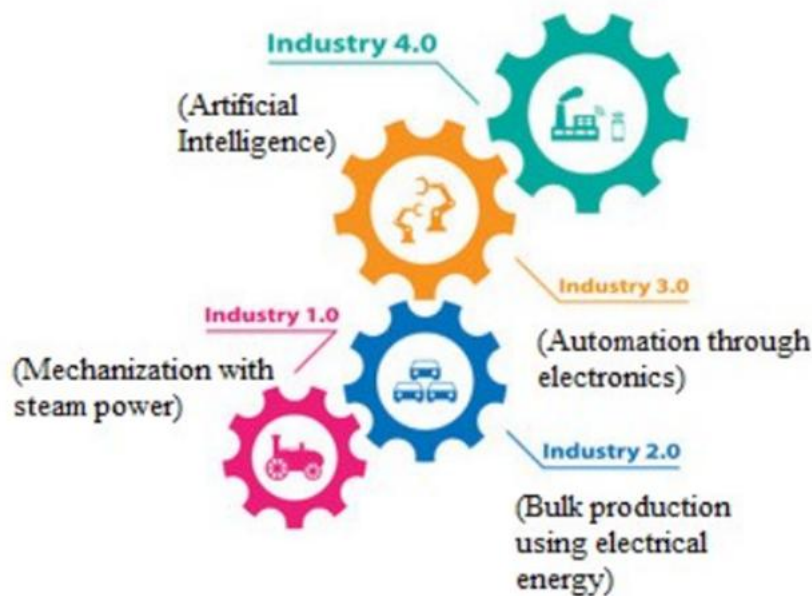 Industry 4.0
(Artificial
Intelligence)
Industry 3.0
(Automation through
electronics)
Industry 1.0
(Mechanization with
steam power)
Industry 2.0
(Bulk production
using electrical
energy)